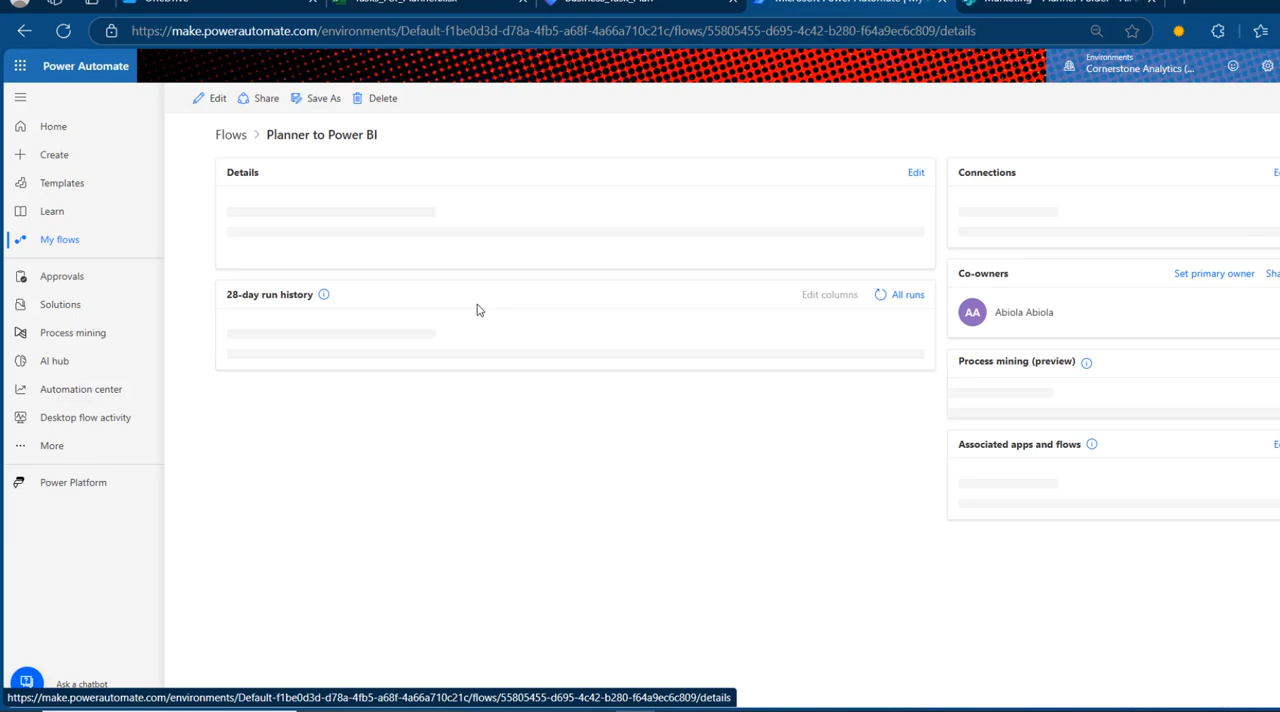 OneDrive
Business_Task_Plan
https://make.powerautomate.com/environments/Default-f1be0d3d-d78a-4fb5-a68f-4a66a710c21c/flows/55805455-d695-4c42-b280-f64a9ec6c809/details
Power Automate
Environments
Cornerstone Analytics (...
Edit
Share
Save As
Delete
Home
Create
Templates
Learn
My flows
Approvals
Solutions
Process mining
AI hub
Automation center
Desktop flow activity
More
Power Platform
Ask a chatbot
Flows > Planner to Power BI
Details
Edit
28-day run history
Edit columns
All runs
Connections
Co-owners
Set primary owner
AA
Abiola Abiola
Process mining (preview)
Associated apps and flows
https://make.powerautomate.com/environments/Default-f1be0d3d-d78a-4fb5-a68f-4a66a710c21c/flows/55805455-d695-4c42-b280-f64a9ec6c809/details